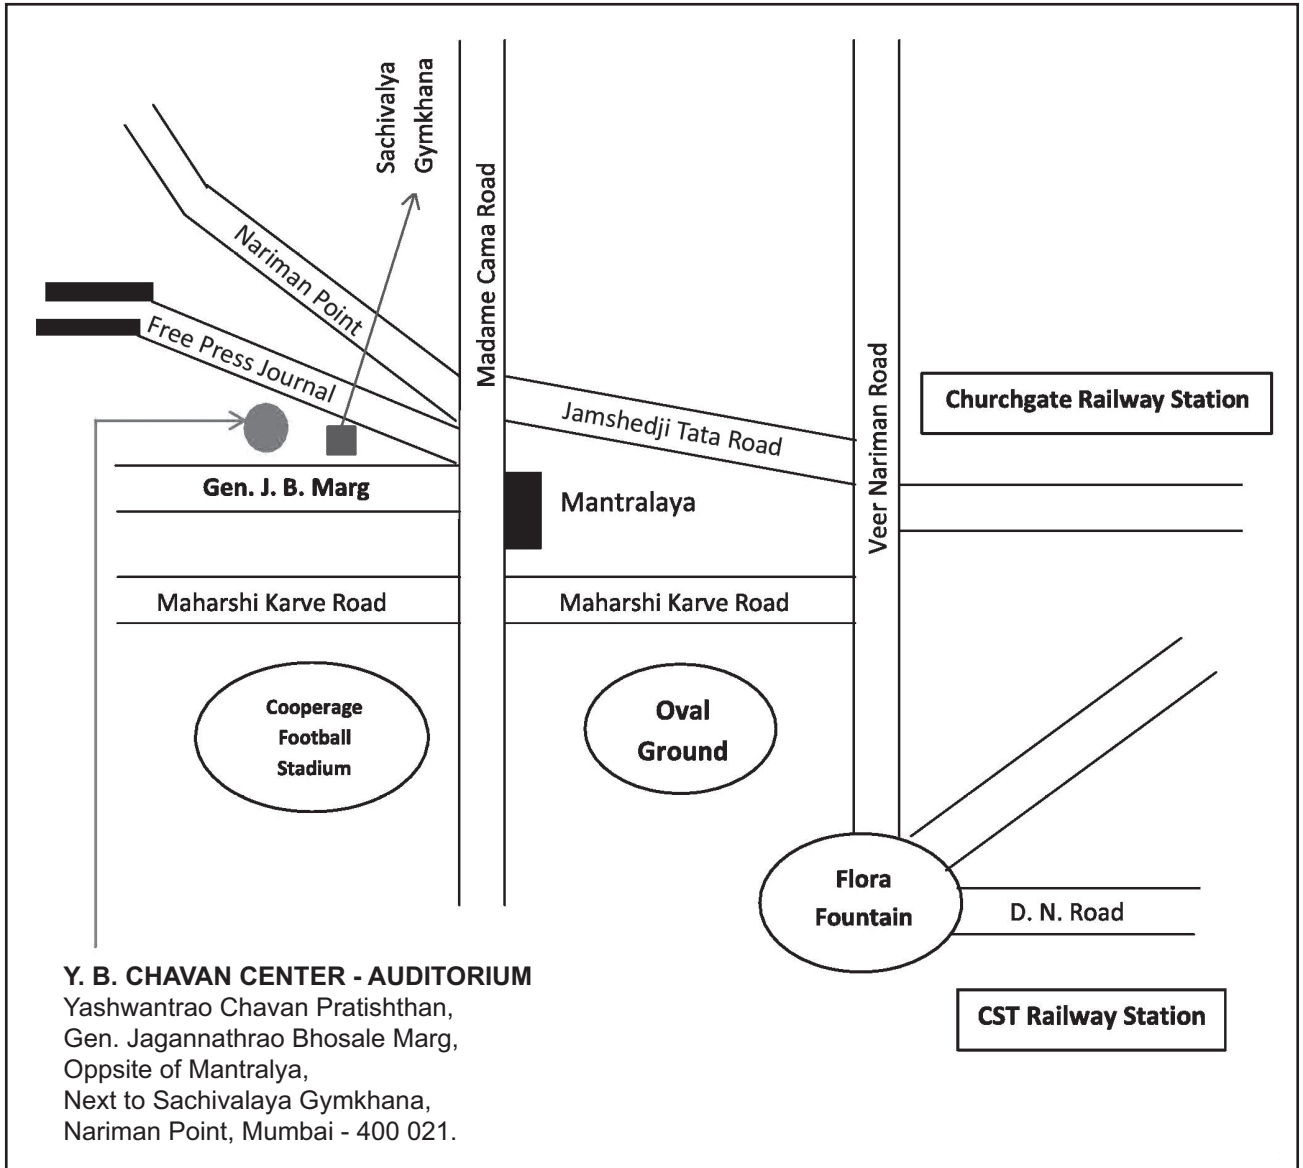 Sachivalya
Gymkhana
Madame Cama Road
Nariman Point
Free Press Journal
Jamshedji Tata Road
Veer Nariman Road
Churchgate Railway Station
Gen. J. B. Marg
Mantralaya
Maharshi Karve Road
Maharshi Karve Road
Cooperage
Football
Stadium
Oval
Ground
Flora
Fountain
D. N. Road
CST Railway Station
Y. B. CHAVAN CENTER - AUDITORIUM
Yashwantrao Chavan Pratishthan,
Gen. Jagannathrao Bhosale Marg,
Oppsite of Mantralya,
Next to Sachivalaya Gymkhana,
Nariman Point, Mumbai - 400 021.